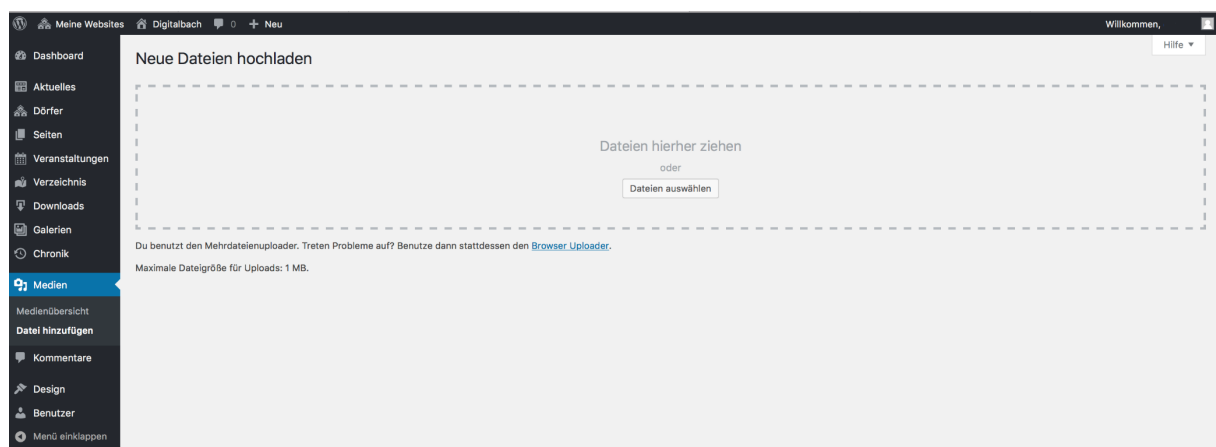 Meine Websites Digitalbach 0 + Neu Willkommen,
Hilfe ▼
Dashboard
Aktuelles
Dörfer
Seiten
Veranstaltungen
Verzeichnis
Downloads
Galerien
Chronik
Medien
Medienübersicht
Datei hinzufügen
Kommentare
Design
Benutzer
Menü einklappen
Neue Dateien hochladen
Dateien hierher ziehen
oder
Dateien auswählen
Du benutzt den Mehrdateienuploader. Treten Probleme auf? Benutze dann stattdessen den Browser Uploader.
Maximale Dateigröße für Uploads: 1 MB.